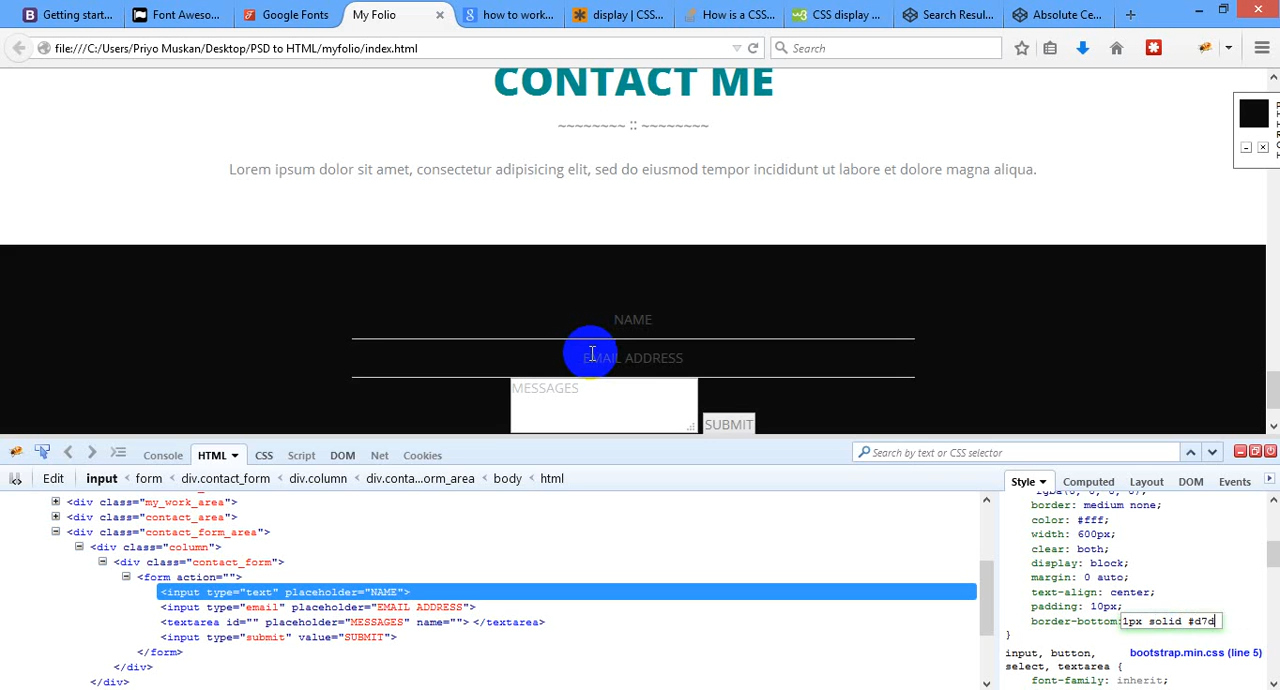 Getting start...
Font Aweso...
Google Fonts
My Folio
how to work...
display | CSS...
How is a CSS...
CSS display ...
Search Resul...
Absolute Ce...
file:///C:/Users/Priyo Muskan/Desktop/PSD to HTML/myfolio/index.html
Search
CONTACT ME
~~~~~~~~ :: ~~~~~~~~
Lorem ipsum dolor sit amet, consectetur adipisicing elit, sed do eiusmod tempor incididunt ut labore et dolore magna aliqua.
NAME
EMAIL ADDRESS
MESSAGES
SUBMIT
Console
HTML
CSS
Script
DOM
Net
Cookies
Search by text or CSS selector
Edit
input < form < div.contact_form < div.column < div.conta...orm_area < body < html
Style
Computed
Layout
DOM
Events
<div class="my_work_area">
<div class="contact_area">
<div class="contact_form_area">
<div class="column">
<div class="contact_form">
<form action="">
<input type="text" placeholder="NAME">
<input type="email" placeholder="EMAIL ADDRESS">
<textarea id="" placeholder="MESSAGES" name=""> </textarea>
<input type="submit" value="SUBMIT">
</form>
</div>
</div>
border: medium none;
color: #fff;
width: 600px;
clear: both;
display: block;
margin: 0 auto;
text-align: center;
padding: 10px;
border-bottom: 1px solid #d7d
}
input, button, bootstrap.min.css (line 5)
select, textarea {
font-family: inherit;